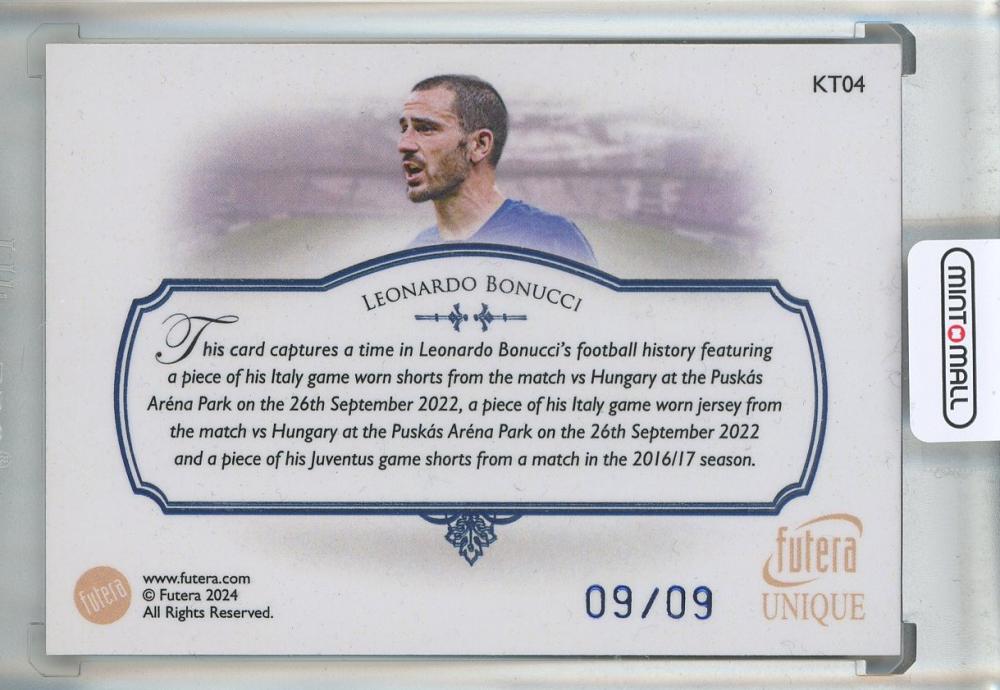 KT04
LEONARDO BONUCCI
This card captures a time in Leonardo Bonucci's football history featuring
a piece of his Italy game worn shorts from the match vs Hungary at the Puskás
Aréna Park on the 26th September 2022, a piece of his Italy game worn jersey from
the match vs Hungary at the Puskás Aréna Park on the 26th September 2022
and a piece of his Juventus game shorts from a match in the 2016/17 season.
futera
www.futera.com
© Futera 2024
All Rights Reserved.
09/09
futera
UNIQUE
MINT MALL